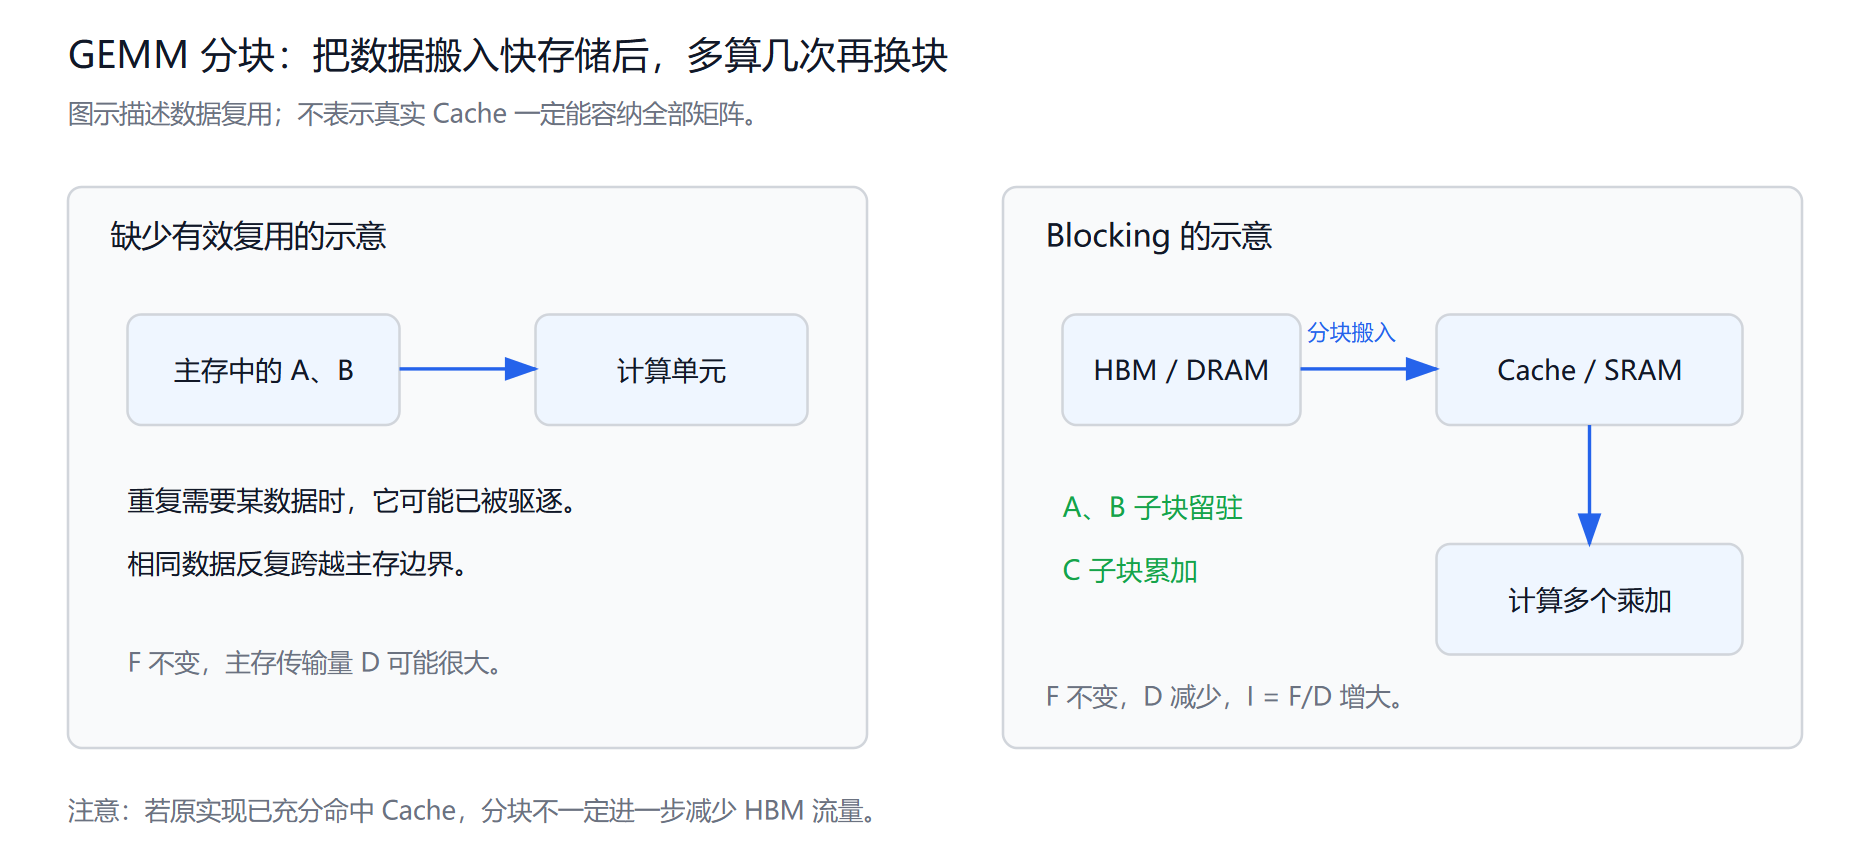 GEMM 分块：把数据搬入快存储后，多算几次再换块
图示描述数据复用；不表示真实 Cache 一定能容纳全部矩阵。
缺少有效复用的示意
主存中的 A、B
计算单元
重复需要某数据时，它可能已被驱逐。
相同数据反复跨越主存边界。
F 不变，主存传输量 D 可能很大。
Blocking 的示意
HBM / DRAM
分块搬入
Cache / SRAM
A、B 子块留驻
C 子块累加
计算多个乘加
F 不变，D 减少，I = F/D 增大。
注意：若原实现已充分命中 Cache，分块不一定进一步减少 HBM 流量。